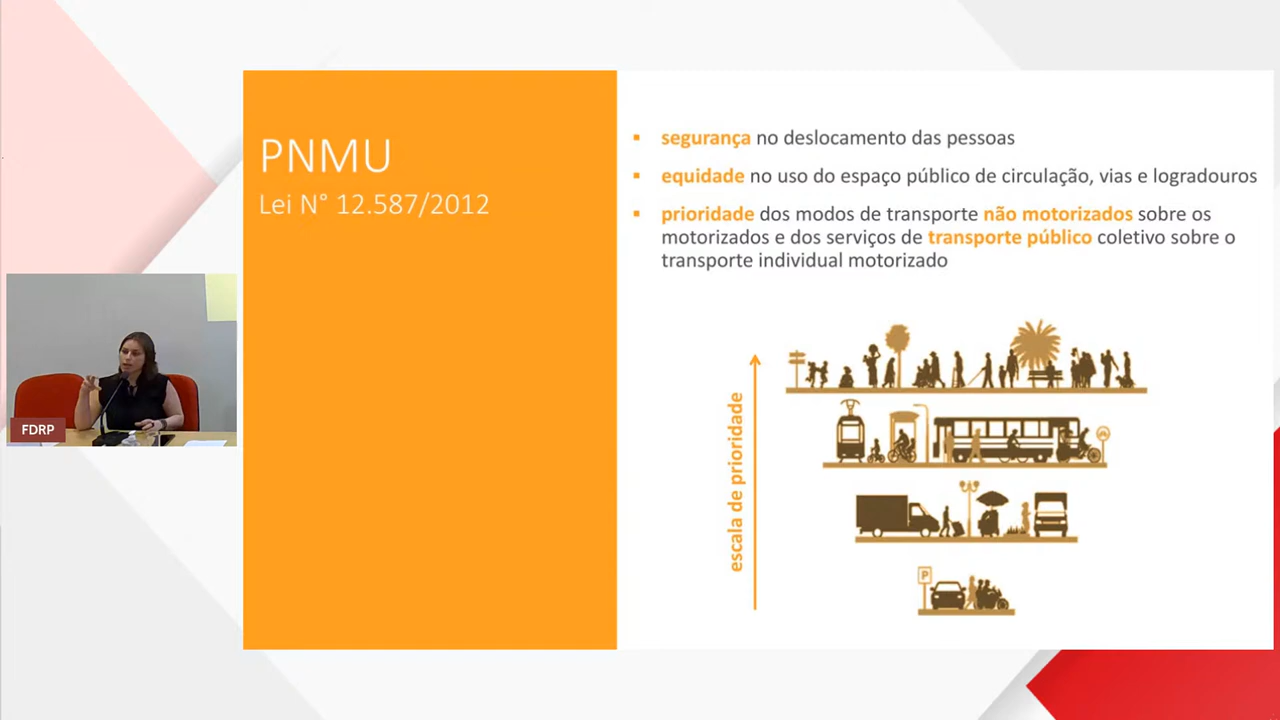 PNMU
Lei N° 12.587/2012
segurança no deslocamento das pessoas
equidade no uso do espaço público de circulação, vias e logradouros
prioridade dos modos de transporte não motorizados sobre os
motorizados e dos serviços de transporte público coletivo sobre o
transporte individual motorizado
escala de prioridade
P
FDRP